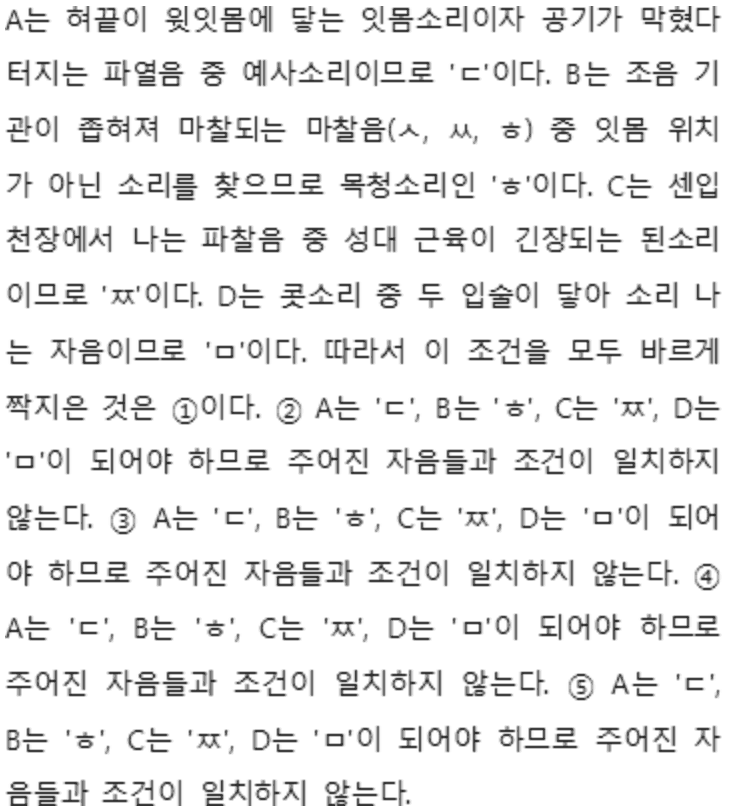 A는 혀끝이 윗잇몸에 닿는 잇몸소리이자 공기가 막혔다
터지는 파열음 중 예사소리이므로 'ㄷ'이다. B는 조음 기
관이 좁혀져 마찰되는 마찰음(ㅅ, ㅆ, ㅎ) 중 잇몸 위치
가 아닌 소리를 찾으므로 목청소리인 'ㅎ'이다. C는 센입
천장에서 나는 파찰음 중 성대 근육이 긴장되는 된소리
이므로 'ㅉ'이다. D는 콧소리 중 두 입술이 닿아 소리 나
는 자음이므로 'ㅁ'이다. 따라서 이 조건을 모두 바르게
짝지은 것은 ①이다. ② A는 'ㄷ', B는 'ㅎ', C는 'ㅉ', D는
'ㅁ'이 되어야 하므로 주어진 자음들과 조건이 일치하지
않는다. ③ A는 'ㄷ', B는 'ㅎ', C는 'ㅉ', D는 'ㅁ'이 되어
야 하므로 주어진 자음들과 조건이 일치하지 않는다. ④
A는 'ㄷ', B는 'ㅎ', C는 'ㅉ', D는 'ㅁ'이 되어야 하므로
주어진 자음들과 조건이 일치하지 않는다. ⑤ A는 'ㄷ',
B는 'ㅎ', C는 'ㅉ', D는 'ㅁ'이 되어야 하므로 주어진 자
음들과 조건이 일치하지 않는다.